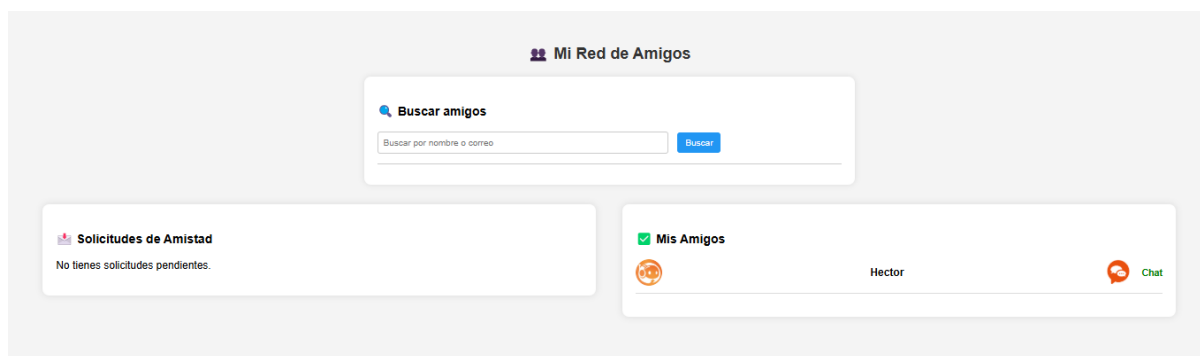 Mi Red de Amigos
Buscar amigos
Buscar por nombre o correo
Buscar
Solicitudes de Amistad
No tienes solicitudes pendientes.
Mis Amigos
Hector
Chat